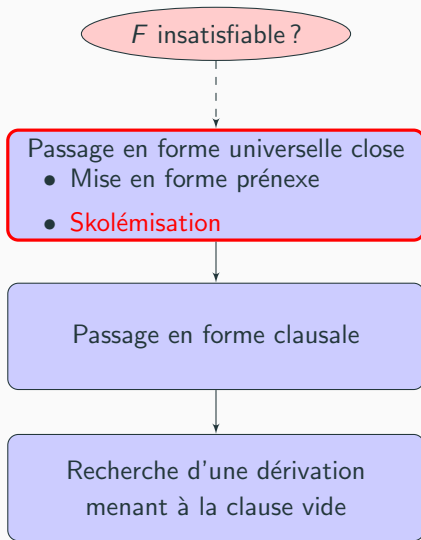 F insatisfiable ?
Passage en forme universelle close
• Mise en forme prénexe
• Skolémisation
Passage en forme clausale
Recherche d'une dérivation
menant à la clause vide